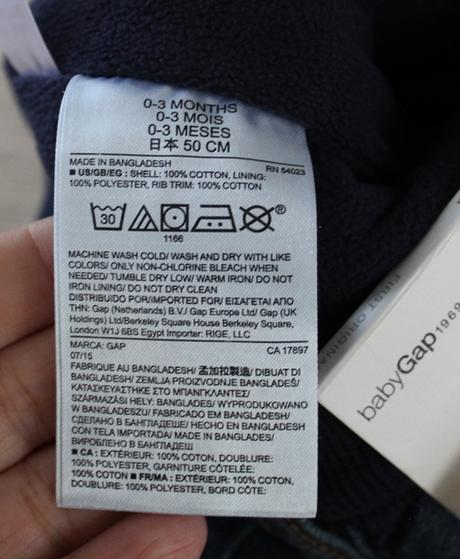 0-3 MONTHS
0-3 MOIS
0-3 MESES
日本 50 CM
MADE IN BANGLADESH RN 54023
■ US/GB/EG : SHELL: 100% COTTON, LINING:
100% POLYESTER, RIB TRIM: 100% COTTON
30
®
1166
MACHINE WASH COLD/ WASH AND DRY WITH LIKE
COLORS/ ONLY NON-CHLORINE BLEACH WHEN
NEEDED/ TUMBLE DRY LOW/ WARM IRON/ DO NOT
IRON LINING/ DO NOT DRY CLEAN
DISTRIBUIDO POR/IMPORTED FOR/ ΕΙΣΑΓΕΤΑΙ ΑΠΟ
ΤΗΝ: Gap (Netherlands) B.V./ Gap Europe Ltd/ Gap (UK
Holdings) Ltd/Berkeley Square House Berkeley Square,
London W1J 6BS Egypt Importer: RIGE, LLC
MARCA: GAP CA 17897
07/15
FABRIQUE AU BANGLADESH/ 孟加拉製造/ DIBUAT DI
BANGLADESH/ ZEMLJA PROIZVODNJE BANGLADEŠ/
ΚΑΤΑΣΚΕΥΑΣΤΗΚΕ ΣΤΟ ΜΠΑΝΓΚΛΑΝΤΕΣ/
SZÁRMAZÁSI HELY: BANGLADES/ WYPRODUKOWANO
W BANGLADESZU/ FABRICADO EM BANGLADESH/
СДЕЛАНО В БАНГЛАДЕШ/ HECHO EN BANGLADESH
CON TELA IMPORTADA/ MADE IN BANGLADES/
ВИРОБЛЕНО В БАНГЛАДЕШІ
■ CA : EXTÉRIEUR: 100% COTON, DOUBLURE:
100% POLYESTER, GARNITURE CÔTELÉE:
100% COTON ■ FR/MA : EXTÉRIEUR: 100% COTON,
DOUBLURE: 100% POLYESTER, BORD CÔTE:
FIRST ORIGINAL
babyGap 1969